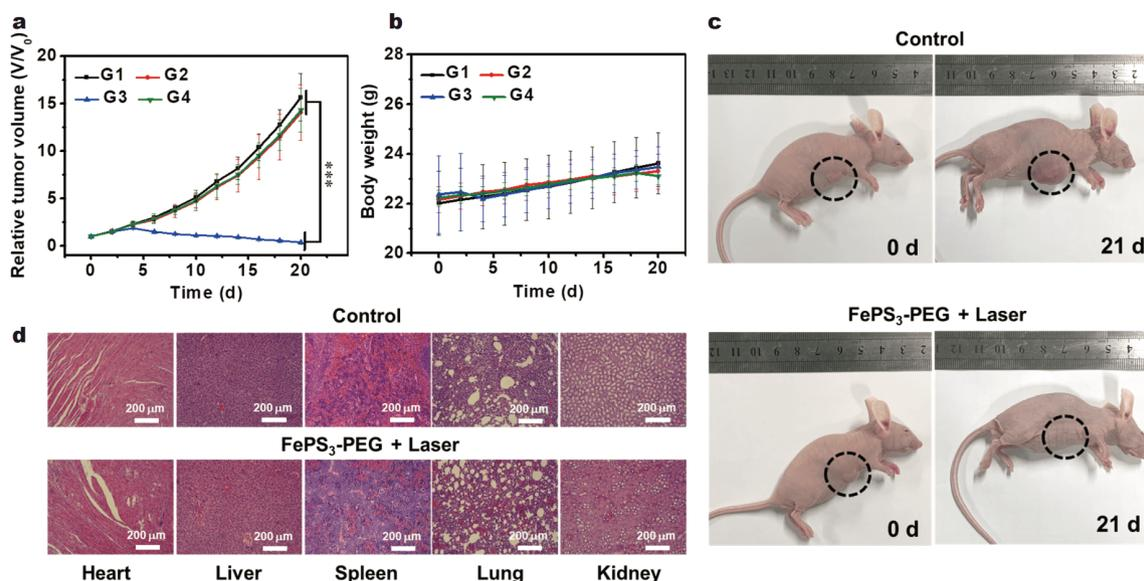 a
Relative tumor volume (V/V₀)
20
15
10
5
0
G1 G2
G3 G4
***
0 5 10 15 20
Time (d)
b
Body weight (g)
28
26
24
22
20
G1 G2
G3 G4
0 5 10 15 20
Time (d)
c
Control
0 d
21 d
FePS₃-PEG + Laser
0 d
21 d
d
Control
200 μm 200 μm 200 μm 200 μm 200 μm
FePS₃-PEG + Laser
200 μm 200 μm 200 μm 200 μm 200 μm
Heart Liver Spleen Lung Kidney